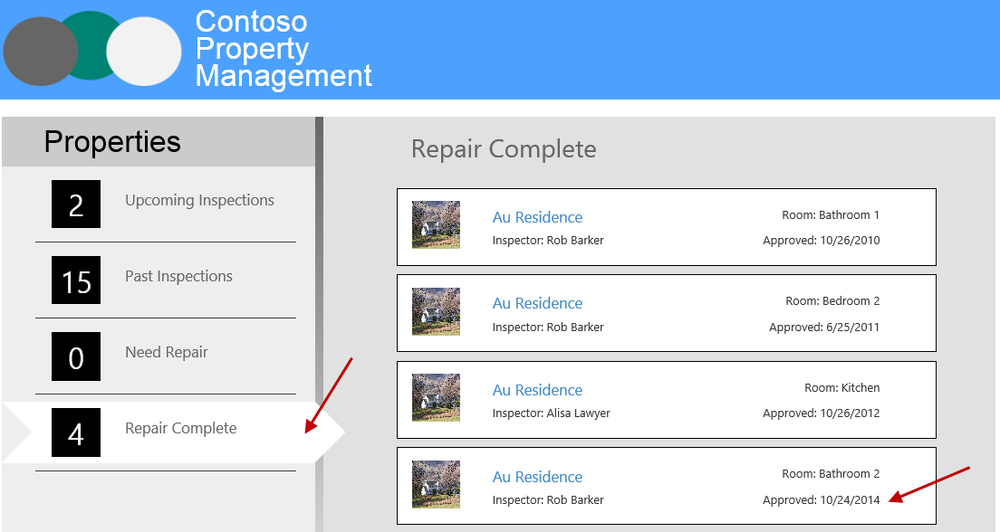 Contoso
Property
Management
Properties
2
Upcoming Inspections
15
Past Inspections
0
Need Repair
4
Repair Complete
Repair Complete
Au Residence
Room: Bathroom 1
Inspector: Rob Barker
Approved: 10/26/2010
Au Residence
Room: Bedroom 2
Inspector: Rob Barker
Approved: 6/25/2011
Au Residence
Room: Kitchen
Inspector: Alisa Lawyer
Approved: 10/26/2012
Au Residence
Room: Bathroom 2
Inspector: Rob Barker
Approved: 10/24/2014